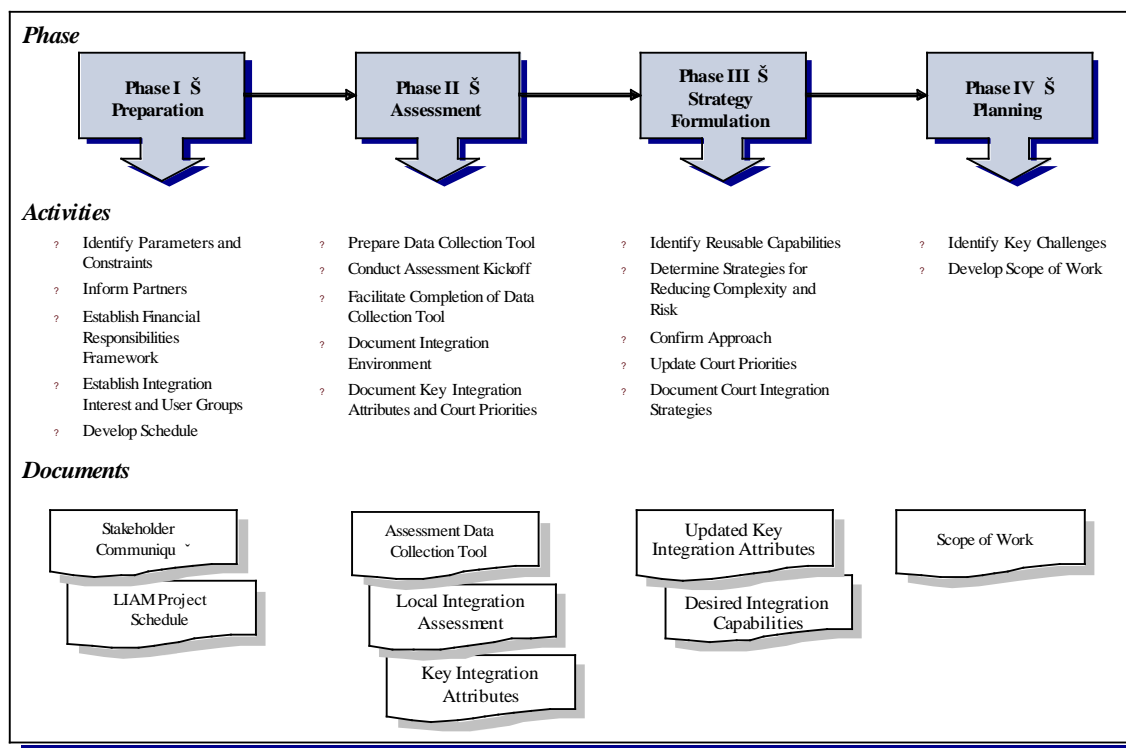 Phase
Phase I Š
Preparation
Phase II Š
Assessment
Phase III Š
Strategy
Formulation
Phase IV Š
Planning
Activities
? Identify Parameters and
Constraints
? Inform Partners
? Establish Financial
Responsibilities
Framework
? Establish Integration
Interest and User Groups
? Develop Schedule
? Prepare Data Collection Tool
? Conduct Assessment Kickoff
? Facilitate Completion of Data
Collection Tool
? Document Integration
Environment
? Document Key Integration
Attributes and Court Priorities
? Identify Reusable Capabilities
? Determine Strategies for
Reducing Complexity and
Risk
? Confirm Approach
? Update Court Priorities
? Document Court Integration
Strategies
? Identify Key Challenges
? Develop Scope of Work
Documents
Stakeholder
Communiqu ˇ
LIAM Project
Schedule
Assessment Data
Collection Tool
Local Integration
Assessment
Key Integration
Attributes
Updated Key
Integration Attributes
Desired Integration
Capabilities
Scope of Work